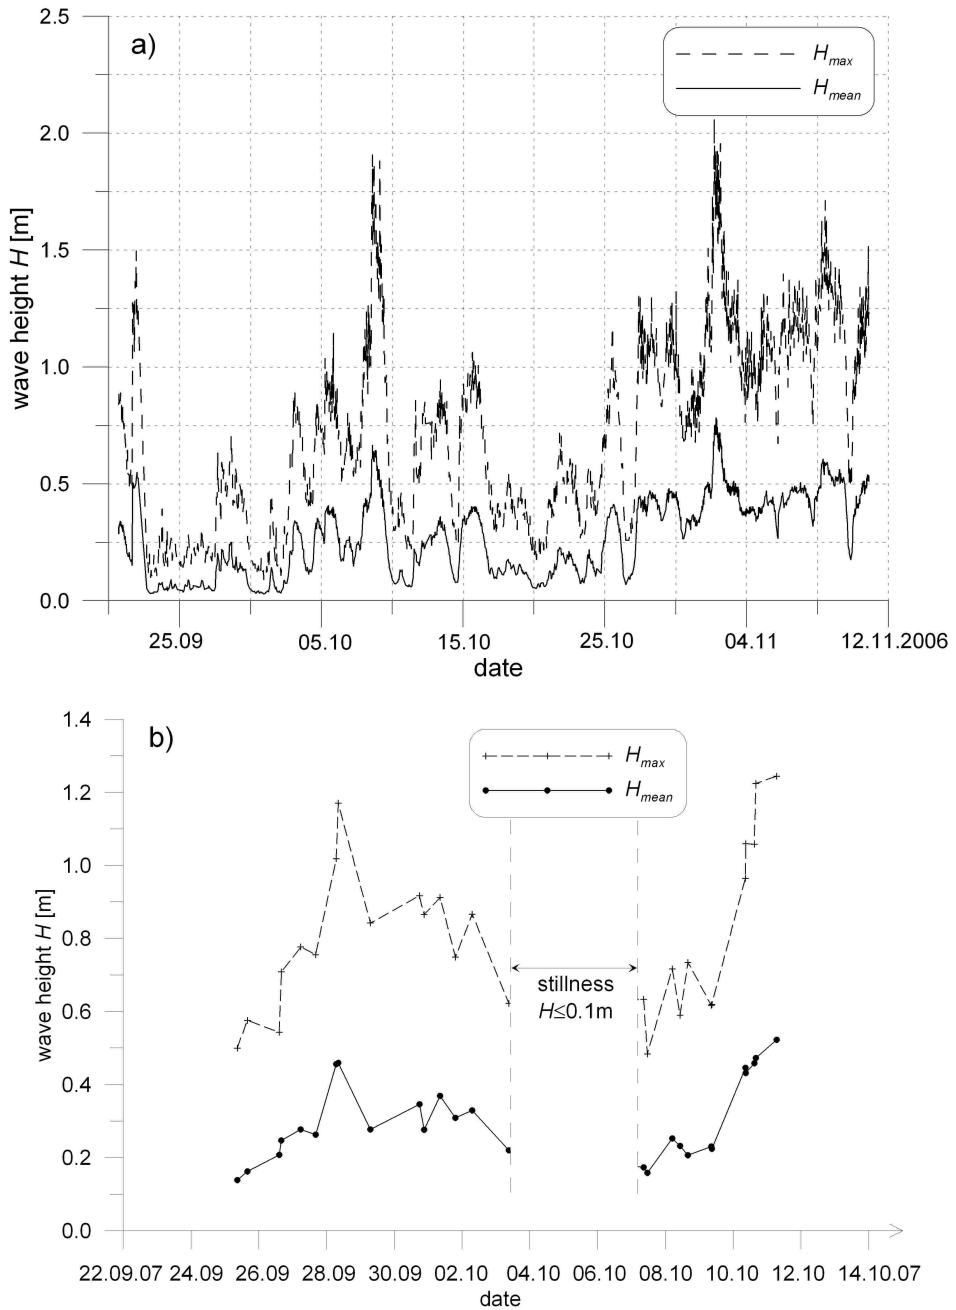 2.5
a)
H max
H mean
2.0
1.5
1.0
0.5
0.0
wave height H [m]
25.09 05.10 15.10 25.10 04.11 12.11.2006
date
1.4
b)
H max
H mean
1.2
1.0
0.8
stillness
H≤0.1m
0.6
0.4
0.2
0.0
wave height H [m]
22.09.07 24.09 26.09 28.09 30.09 02.10 04.10 06.10 08.10 10.10 12.10 14.10.07
date